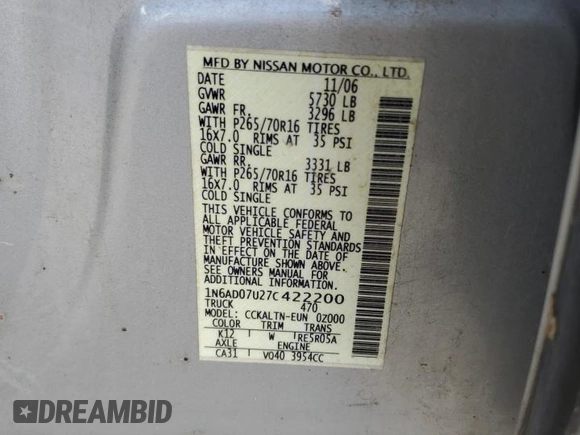 MFD BY NISSAN MOTOR CO., LTD.
DATE 11/06
GVWR 5730 LB
GAWR FR. 3296 LB
WITH P265/70R16 TIRES
16X7.0 RIMS AT 35 PSI
COLD SINGLE
GAWR RR. 3331 LB
WITH P265/70R16 TIRES
16X7.0 RIMS AT 35 PSI
COLD SINGLE
THIS VEHICLE CONFORMS TO
ALL APPLICABLE FEDERAL
MOTOR VEHICLE SAFETY AND
THEFT PREVENTION STANDARDS
IN EFFECT ON THE DATE OF
MANUFACTURE SHOWN ABOVE.
SEE OWNERS MANUAL FOR
ADDITIONAL INFORMATION.
1N6AD07U27C422200
TRUCK 470
MODEL: CCKALTN-EUN 0Z000
COLOR TRIM TRANS
K12 W RE5R05A
AXLE ENGINE
CA31 VQ40 3954CC
DREAMBID